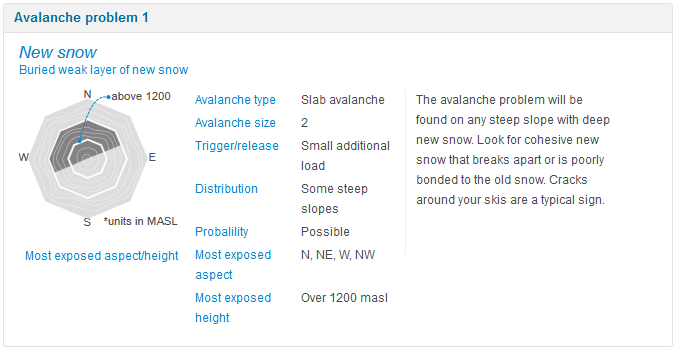 Avalanche problem 1
New snow
Buried weak layer of new snow
N
above 1200
W
E
S
*units in MASL
Most exposed aspect/height
Avalanche type Slab avalanche
Avalanche size 2
Trigger/release Small additional
load
Distribution Some steep
slopes
Probalility Possible
Most exposed N, NE, W, NW
aspect
Most exposed Over 1200 masl
height
The avalanche problem will be
found on any steep slope with deep
new snow. Look for cohesive new
snow that breaks apart or is poorly
bonded to the old snow. Cracks
around your skis are a typical sign.